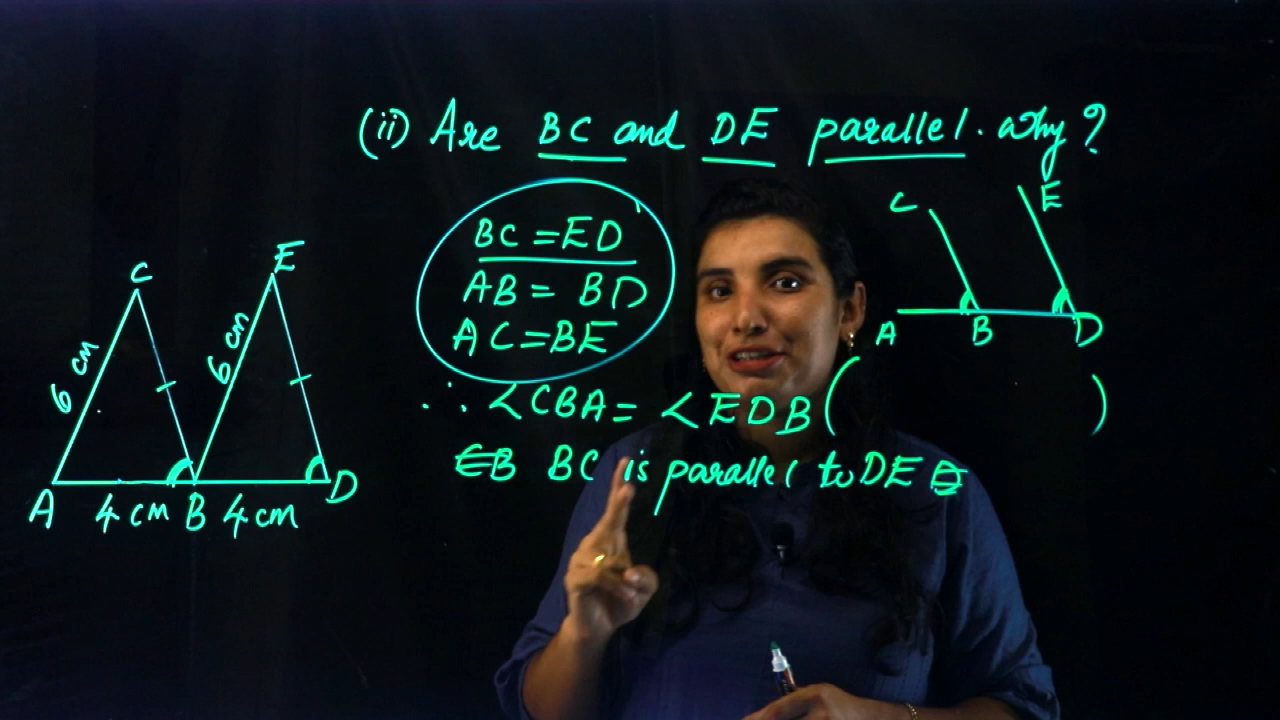 (ii) Are BC and DE parallel. Why?
BC = ED
AB = BD
AC = BE
∴ <CBA = <EDB ( )
BC is parallel to DE
C
E
6 cm
6 cm
A 4 cm B 4 cm D
C
E
A B D